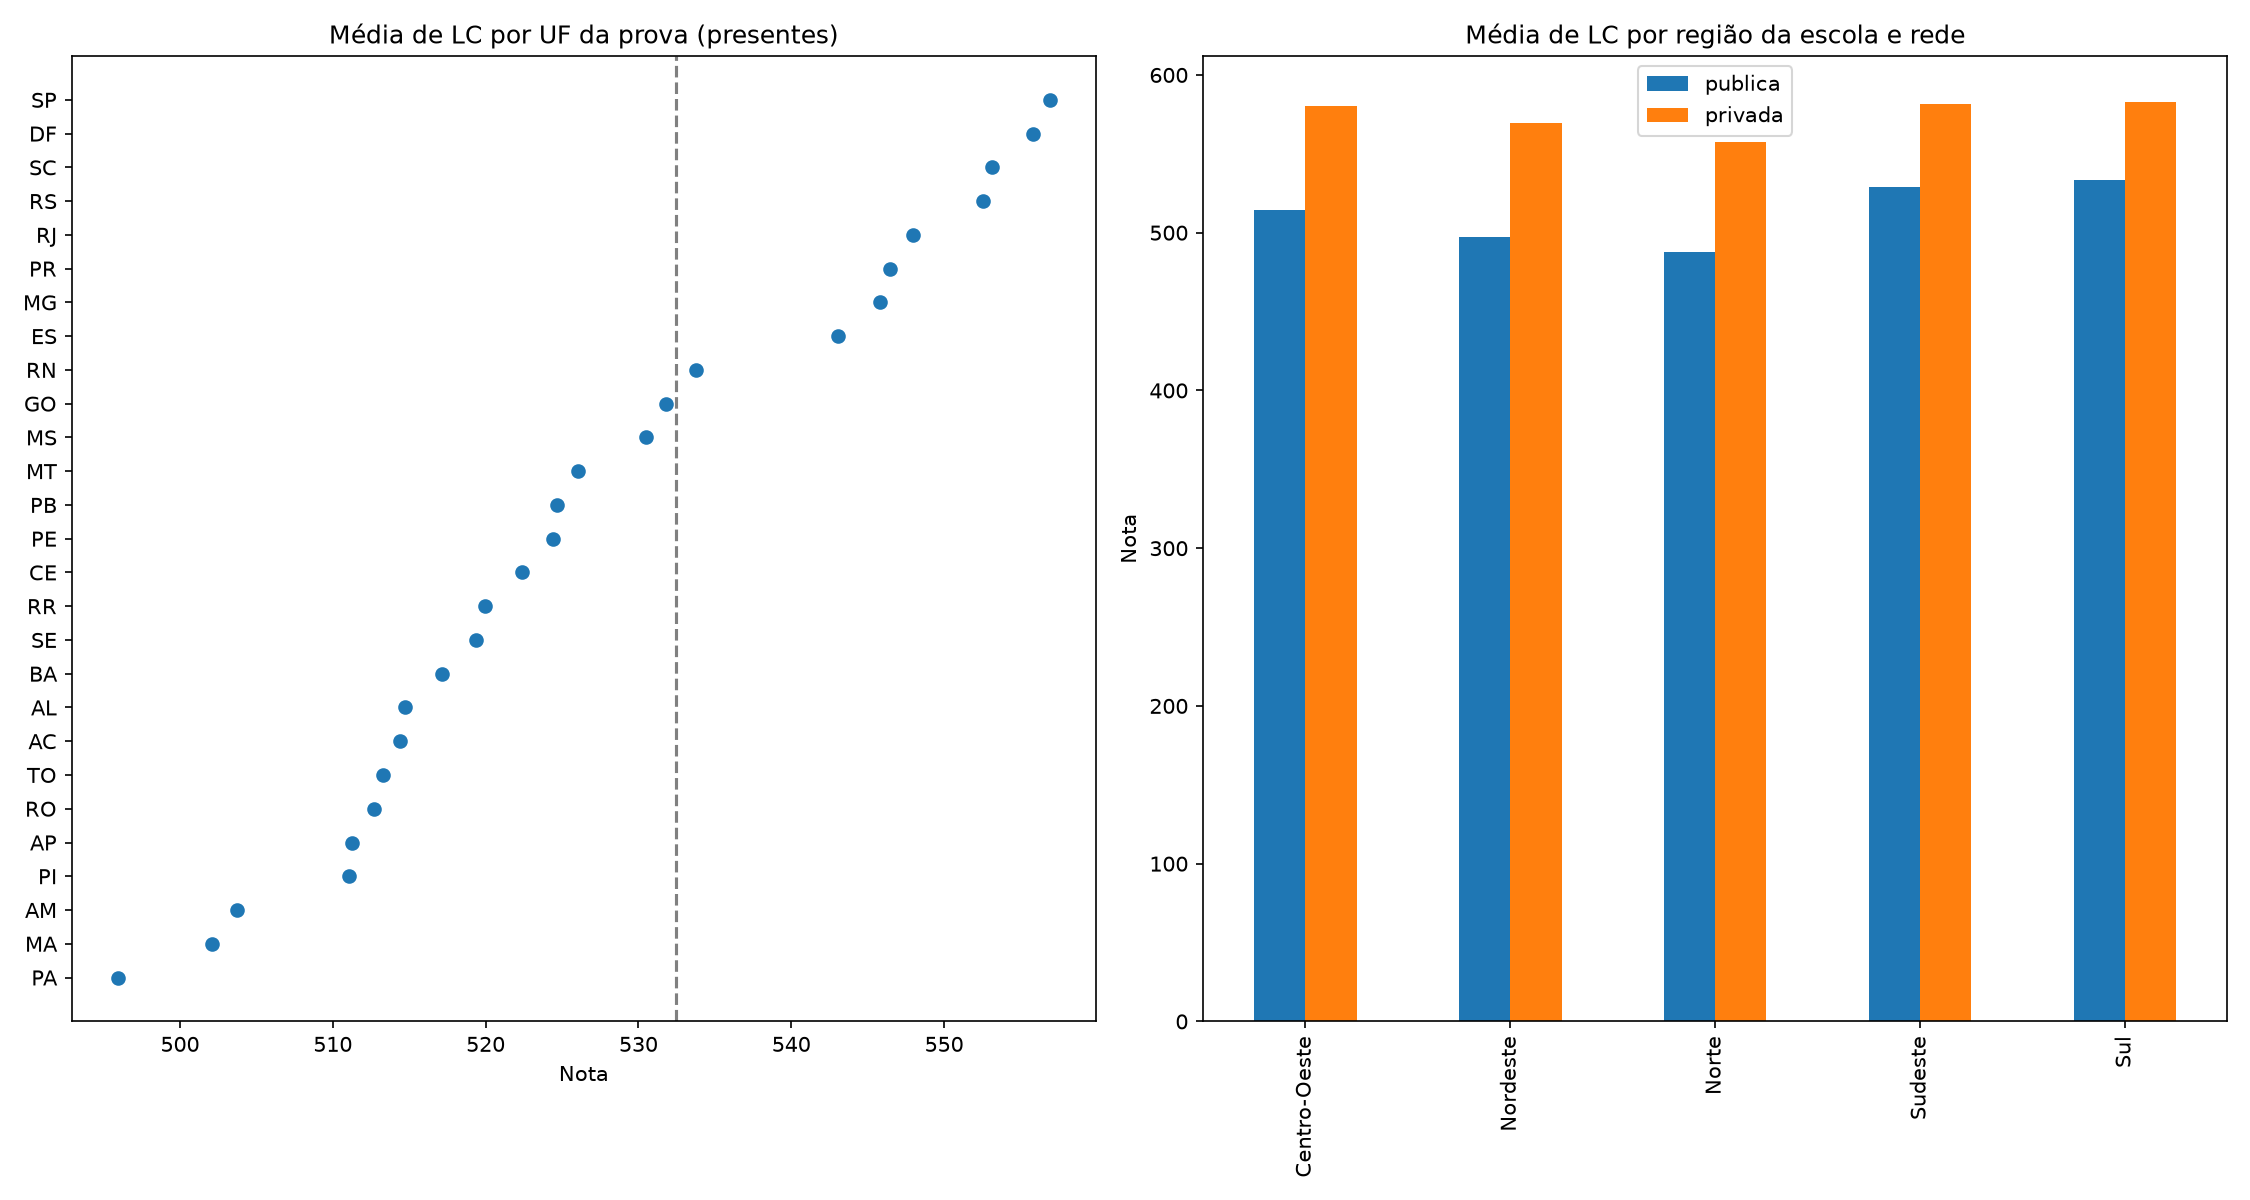 Média de LC por UF da prova (presentes)
SP
DF
SC
RS
RJ
PR
MG
ES
RN
GO
MS
MT
PB
PE
CE
RR
SE
BA
AL
AC
TO
RO
AP
PI
AM
MA
PA
500 510 520 530 540 550
Nota
Média de LC por região da escola e rede
publica
privada
600
500
400
300
200
100
0
Nota
Centro-Oeste
Nordeste
Norte
Sudeste
Sul